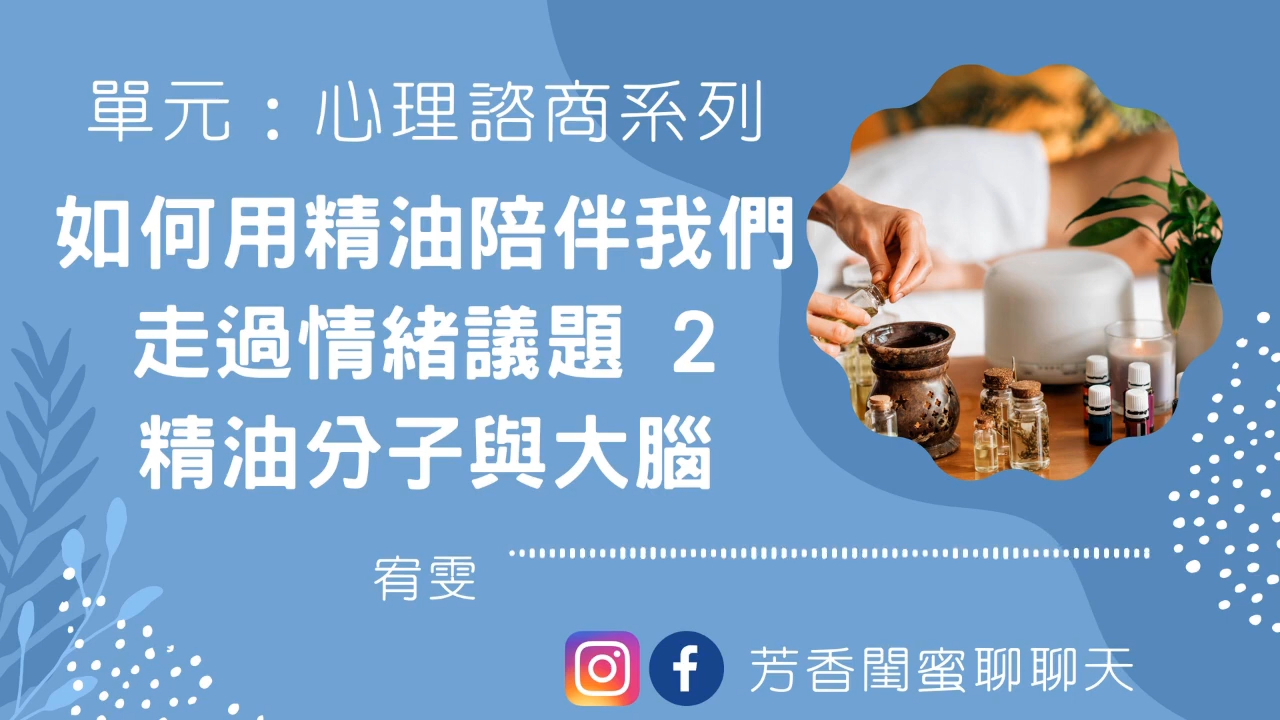 單元：心理諮商系列
如何用精油陪伴我們
走過情緒議題 2
精油分子與大腦
宥雯
芳香閨蜜聊聊天